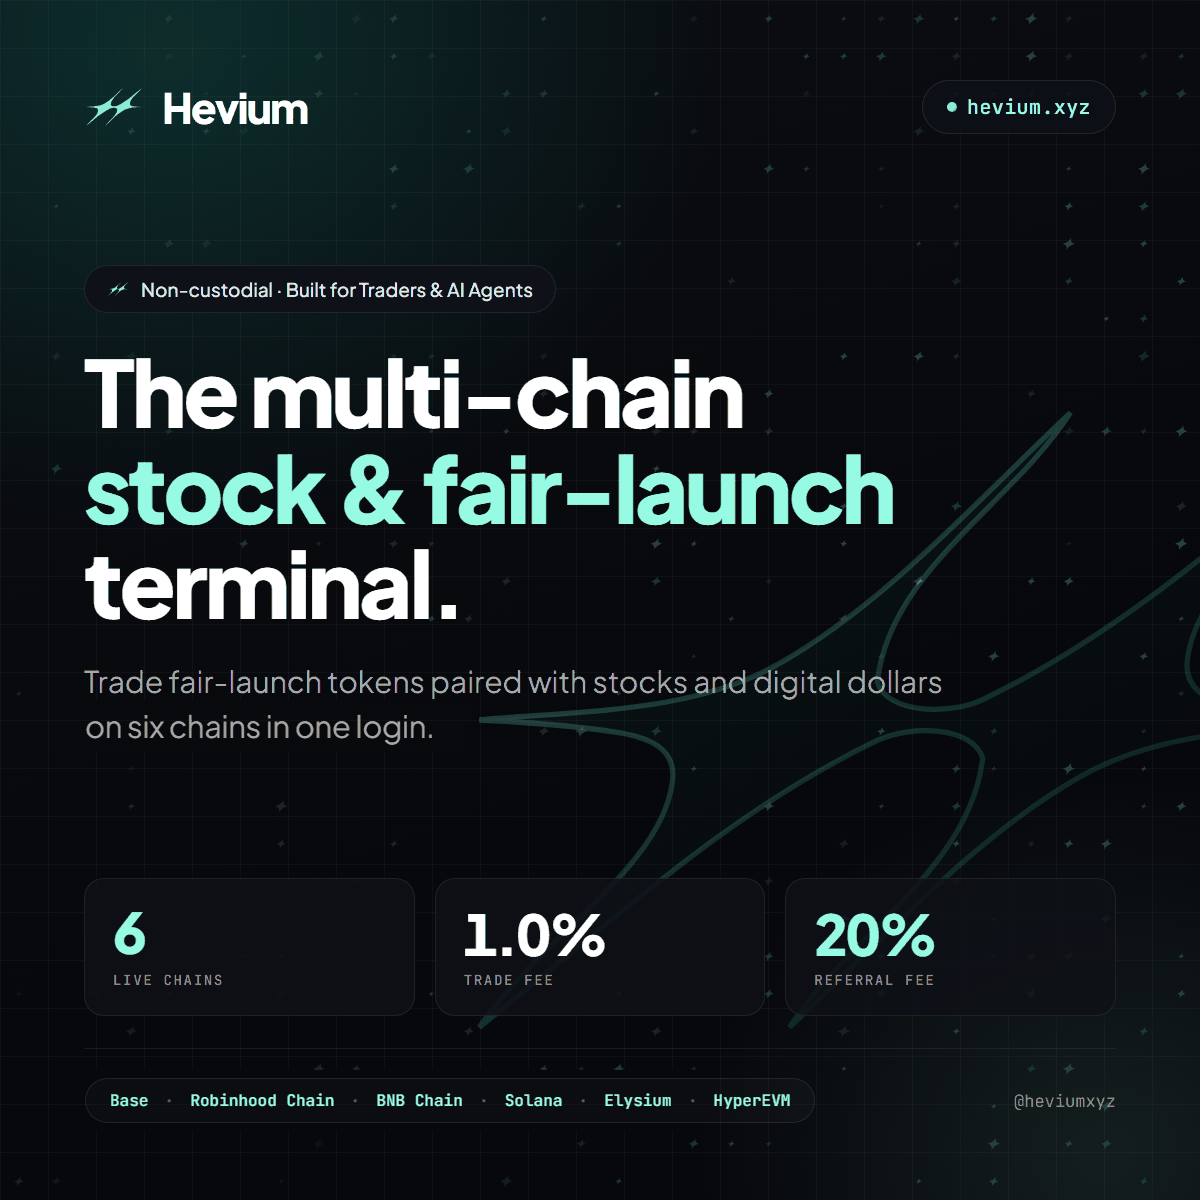 Hevium
hevium.xyz
Non-custodial · Built for Traders & AI Agents
The multi-chain
stock & fair-launch
terminal.
Trade fair-launch tokens paired with stocks and digital dollars
on six chains in one login.
6
LIVE CHAINS
1.0%
TRADE FEE
20%
REFERRAL FEE
Base · Robinhood Chain · BNB Chain · Solana · Elysium · HyperEVM
@heviumxyz